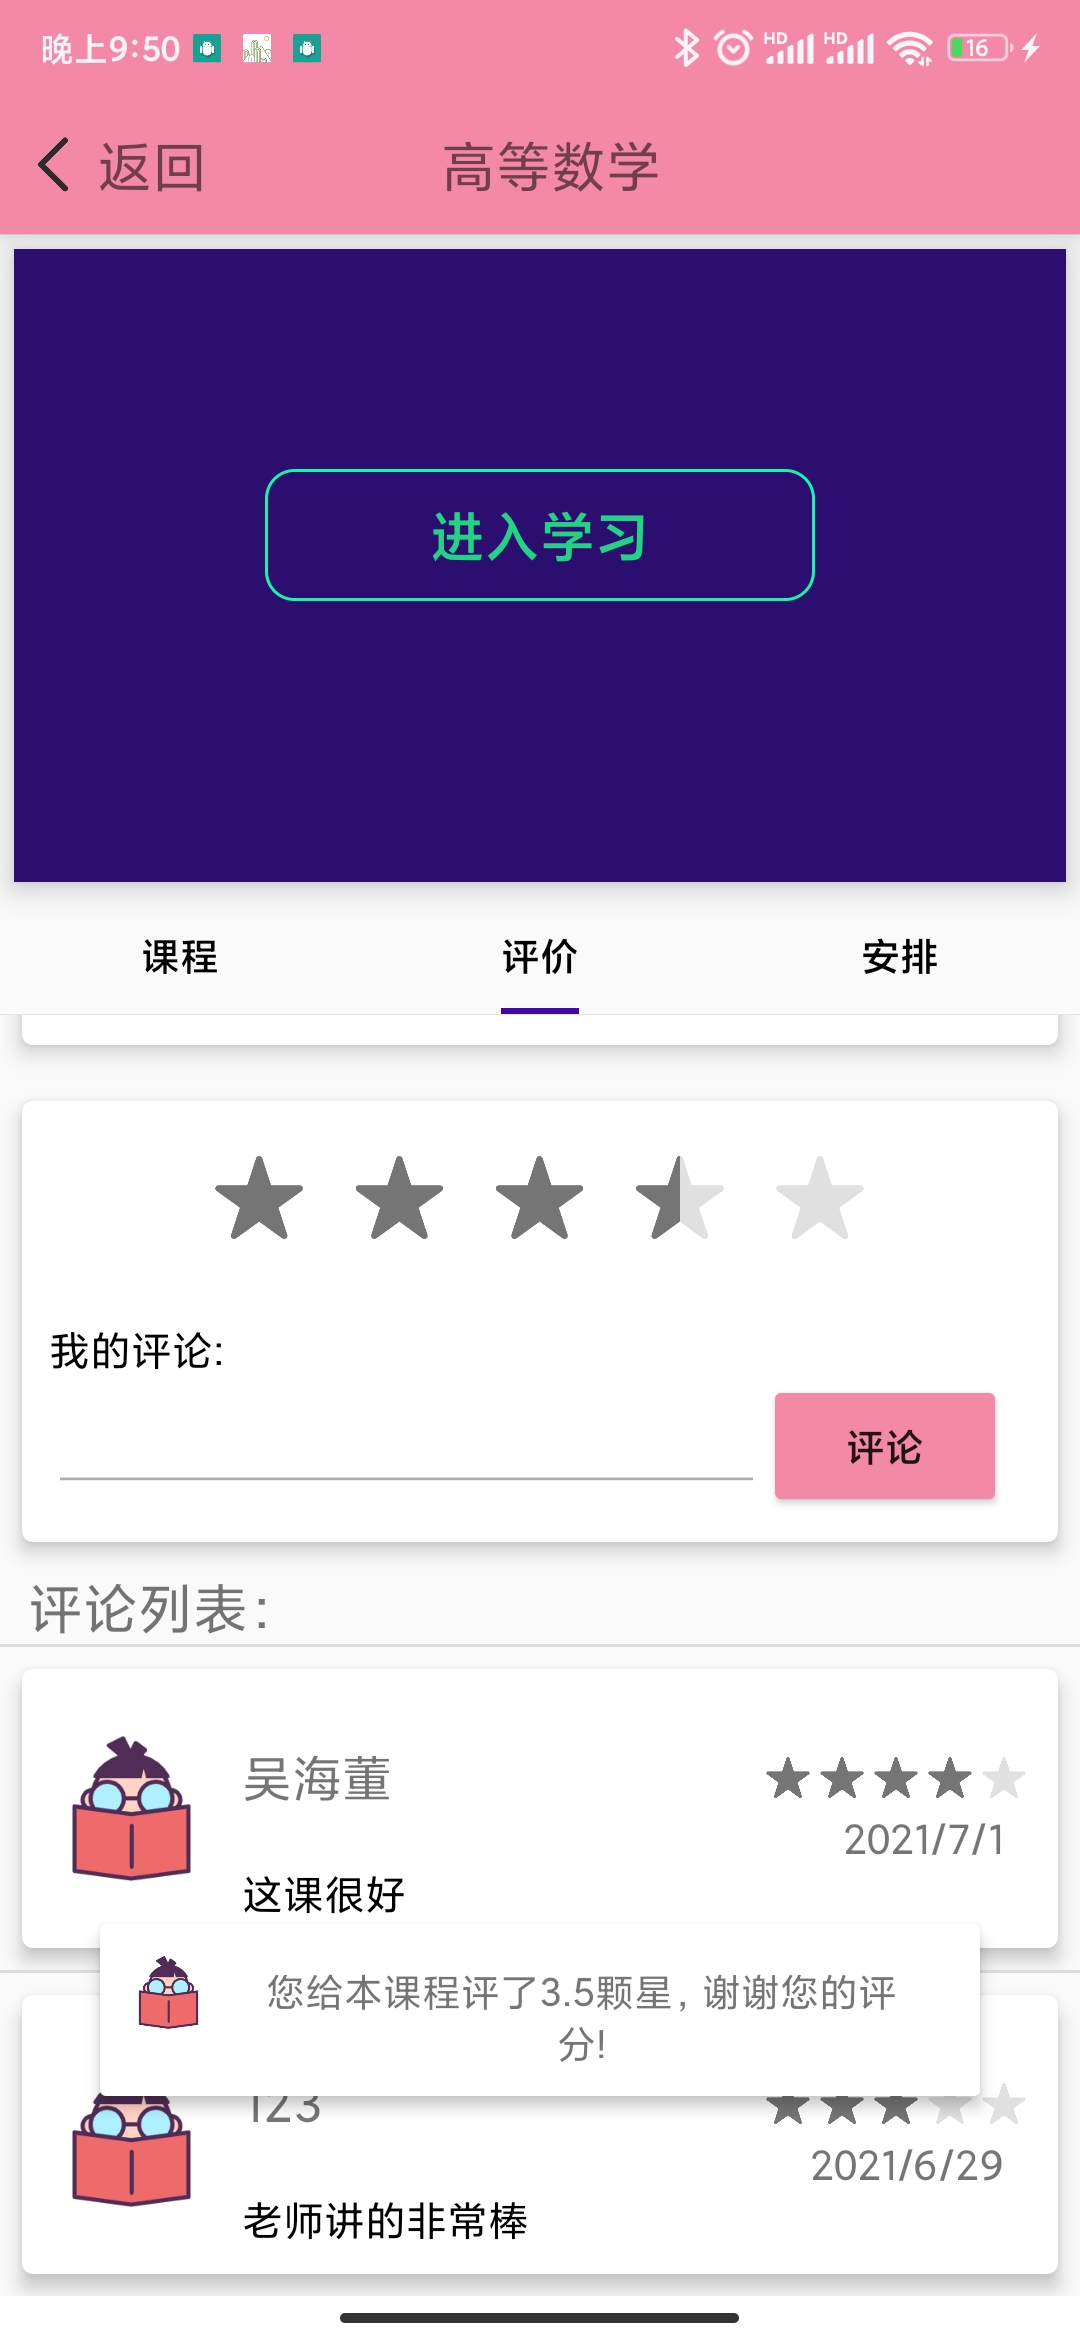 晚上9:50
HD HD 16
返回 高等数学
进入学习
课程 评价 安排
我的评论:
评论
评论列表:
吴海董
2021/7/1
这课很好
您给本课程评了3.5颗星，谢谢您的评
分!
123
2021/6/29
老师讲的非常棒